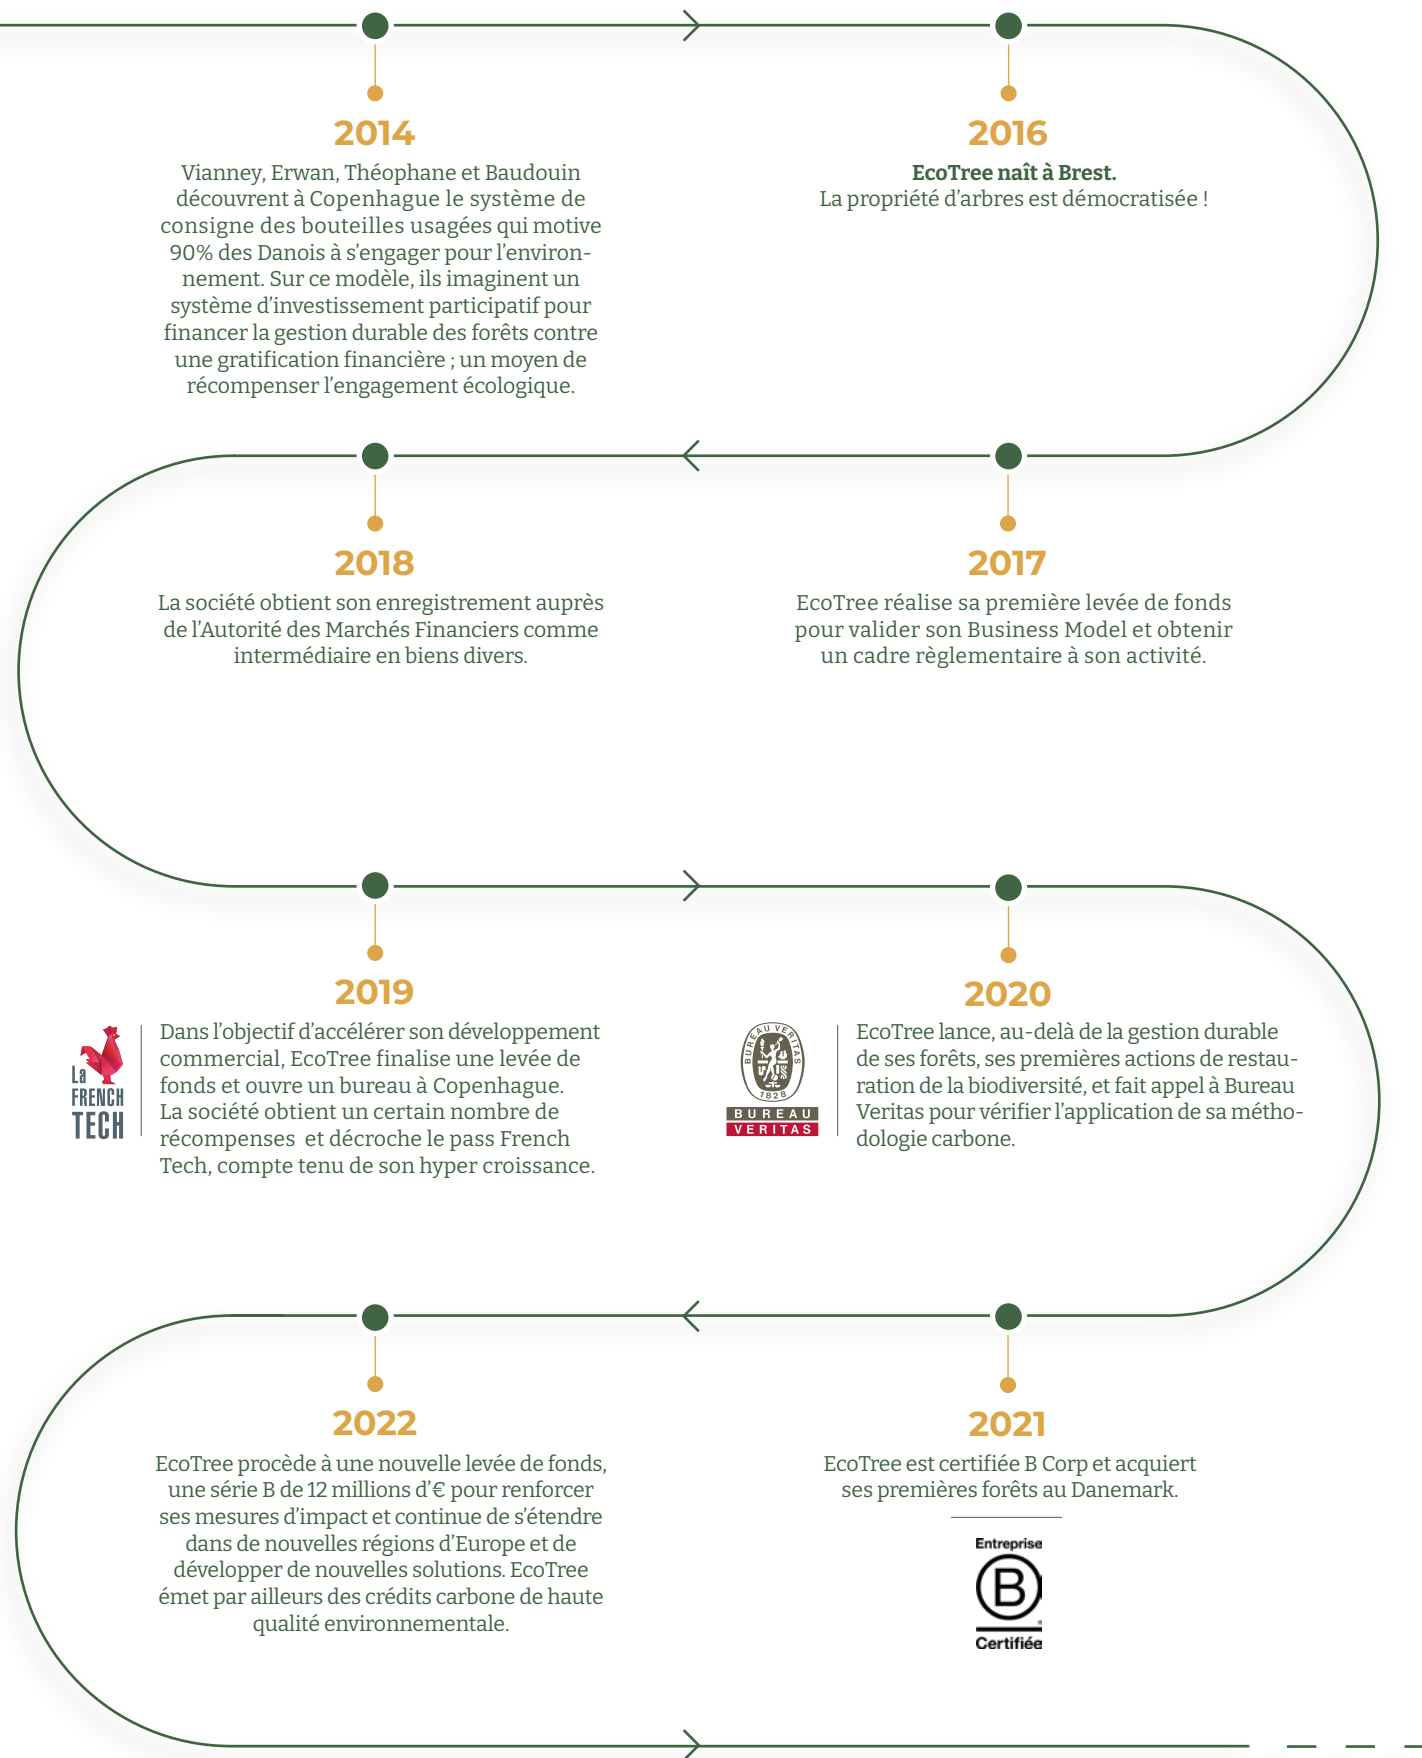 2014
Vianney, Erwan, Théophane et Baudouin
découvrent à Copenhague le système de
consigne des bouteilles usagées qui motive
90% des Danois à s’engager pour l’environ-
nement. Sur ce modèle, ils imaginent un
système d’investissement participatif pour
financer la gestion durable des forêts contre
une gratification financière ; un moyen de
récompenser l’engagement écologique.
2016
EcoTree naît à Brest.
La propriété d’arbres est démocratisée !
2017
EcoTree réalise sa première levée de fonds
pour valider son Business Model et obtenir
un cadre règlementaire à son activité.
2018
La société obtient son enregistrement auprès
de l’Autorité des Marchés Financiers comme
intermédiaire en biens divers.
2019
La
FRENCH
TECH
Dans l’objectif d’accélérer son développement
commercial, EcoTree finalise une levée de
fonds et ouvre un bureau à Copenhague.
La société obtient un certain nombre de
récompenses et décroche le pass French
Tech, compte tenu de son hyper croissance.
2020
BUREAU VERITAS
1828
BUREAU
VERITAS
EcoTree lance, au-delà de la gestion durable
de ses forêts, ses premières actions de restau-
ration de la biodiversité, et fait appel à Bureau
Veritas pour vérifier l’application de sa métho-
dologie carbone.
2021
EcoTree est certifiée B Corp et acquiert
ses premières forêts au Danemark.
Entreprise
B
Certifiée
2022
EcoTree procède à une nouvelle levée de fonds,
une série B de 12 millions d’€ pour renforcer
ses mesures d’impact et continue de s’étendre
dans de nouvelles régions d’Europe et de
développer de nouvelles solutions. EcoTree
émet par ailleurs des crédits carbone de haute
qualité environnementale.